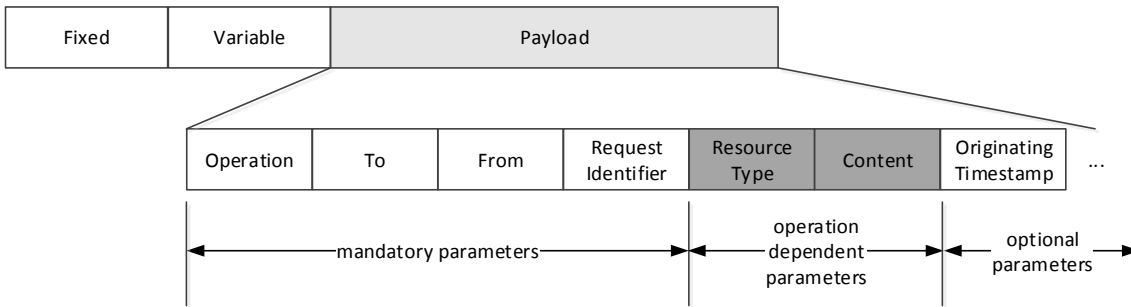 Fixed
Variable
Payload
Operation
To
From
Request
Identifier
Resource
Type
Content
Originating
Timestamp
...
mandatory parameters
operation
dependent
parameters
optional
parameters